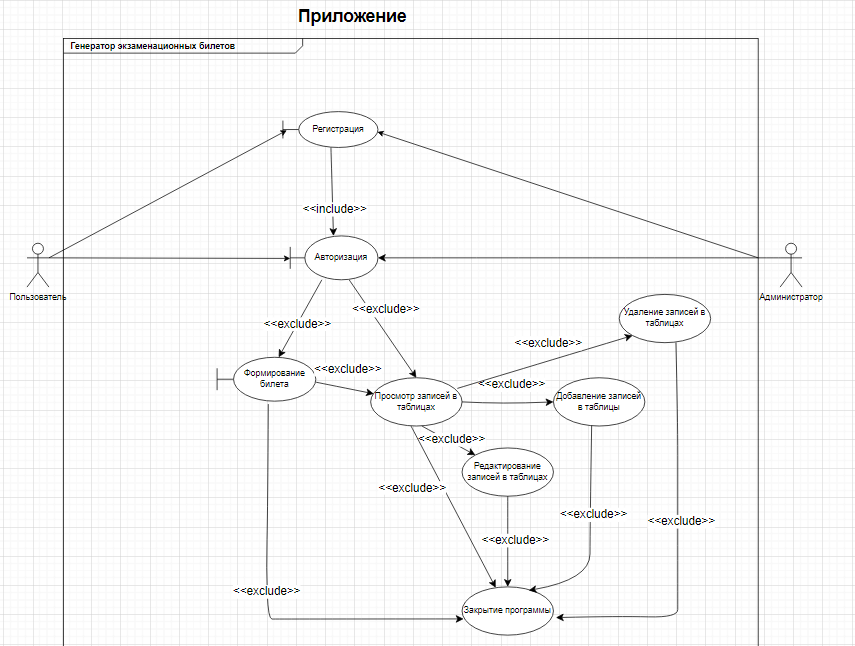 Приложение
Генератор экзаменационных билетов
Регистрация
<<include>>
Авторизация
Пользователь
Администратор
<<exclude>>
<<exclude>>
Удаление записей в
таблицах
<<exclude>>
Формирование
билета
<<exclude>>
<<exclude>>
Просмотр записей в
таблицах
Добавление записей
в таблицы
<<exclude>>
Редактирование
записей в таблицах
<<exclude>>
<<exclude>>
<<exclude>>
<<exclude>>
<<exclude>>
Закрытие программы